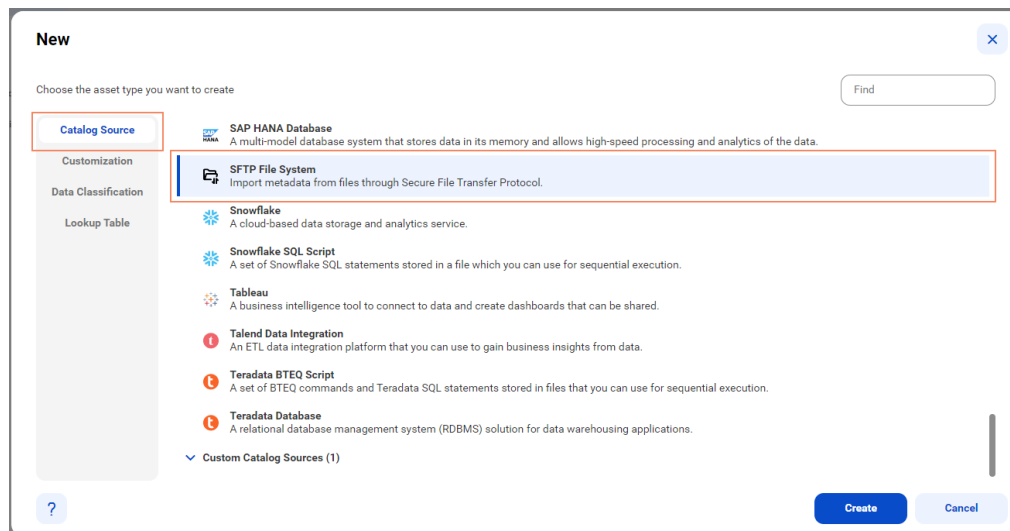 New
Choose the asset type you want to create
Find
Catalog Source
Customization
Data Classification
Lookup Table
SAP HANA Database
A multi-model database system that stores data in its memory and allows high-speed processing and analytics of the data.
SFTP File System
Import metadata from files through Secure File Transfer Protocol.
Snowflake
A cloud-based data storage and analytics service.
Snowflake SQL Script
A set of Snowflake SQL statements stored in a file which you can use for sequential execution.
Tableau
A business intelligence tool to connect to data and create dashboards that can be shared.
Talend Data Integration
An ETL data integration platform that you can use to gain business insights from data.
Teradata BTEQ Script
A set of BTEQ commands and Teradata SQL statements stored in files that you can use for sequential execution.
Teradata Database
A relational database management system (RDBMS) solution for data warehousing applications.
Custom Catalog Sources (1)
?
Create
Cancel